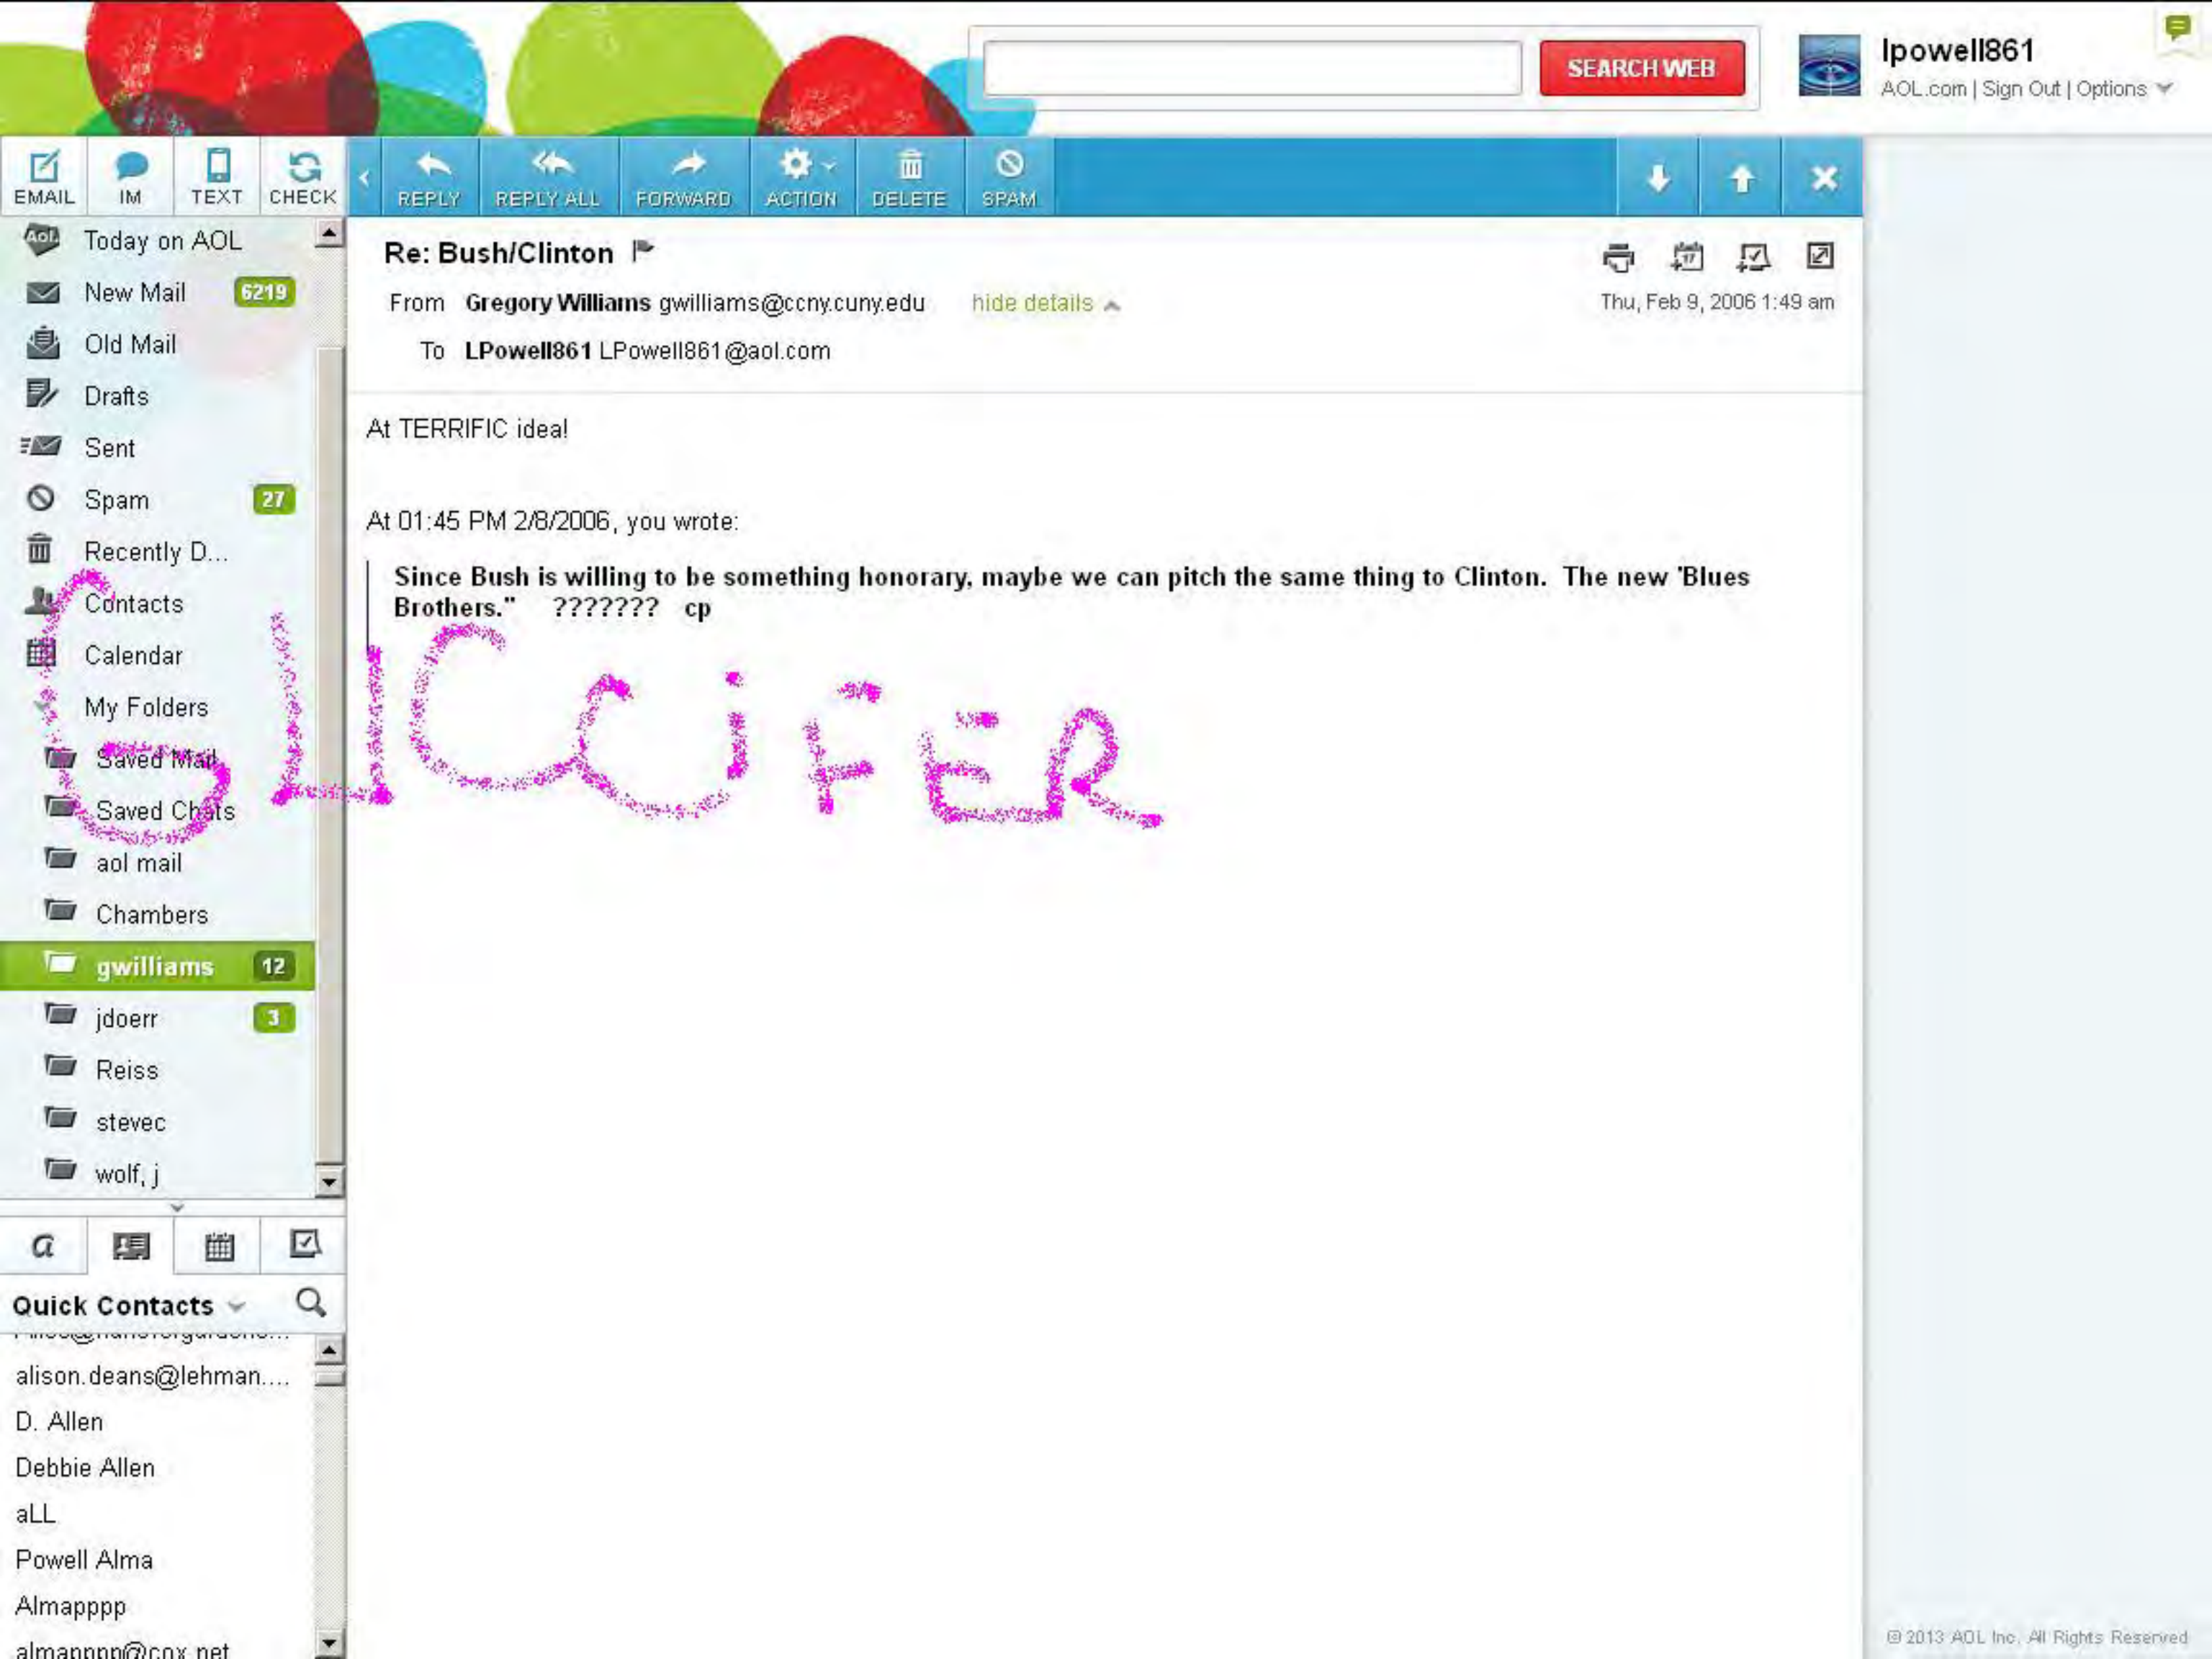 SEARCH WEB
lpowell861
AOL.com | Sign Out | Options
EMAIL IM TEXT CHECK
REPLY REPLY ALL FORWARD ACTION DELETE SPAM
Aol. Today on AOL
New Mail 6219
Old Mail
Drafts
Sent
Spam 27
Recently D...
Contacts
Calendar
My Folders
Saved Mail
Saved Chats
aol mail
Chambers
gwilliams 12
jdoerr 3
Reiss
stevec
wolf, j
Quick Contacts
alison.deans@lehman....
D. Allen
Debbie Allen
aLL
Powell Alma
Almapppp
almapppp@cox.net
Re: Bush/Clinton
From Gregory Williams gwilliams@ccny.cuny.edu hide details
Thu, Feb 9, 2006 1:49 am
To LPowell861 LPowell861@aol.com
At TERRIFIC idea!
At 01:45 PM 2/8/2006, you wrote:
Since Bush is willing to be something honorary, maybe we can pitch the same thing to Clinton. The new 'Blues
Brothers." ??????? cp
GUCCiFER
© 2013 AOL Inc. All Rights Reserved